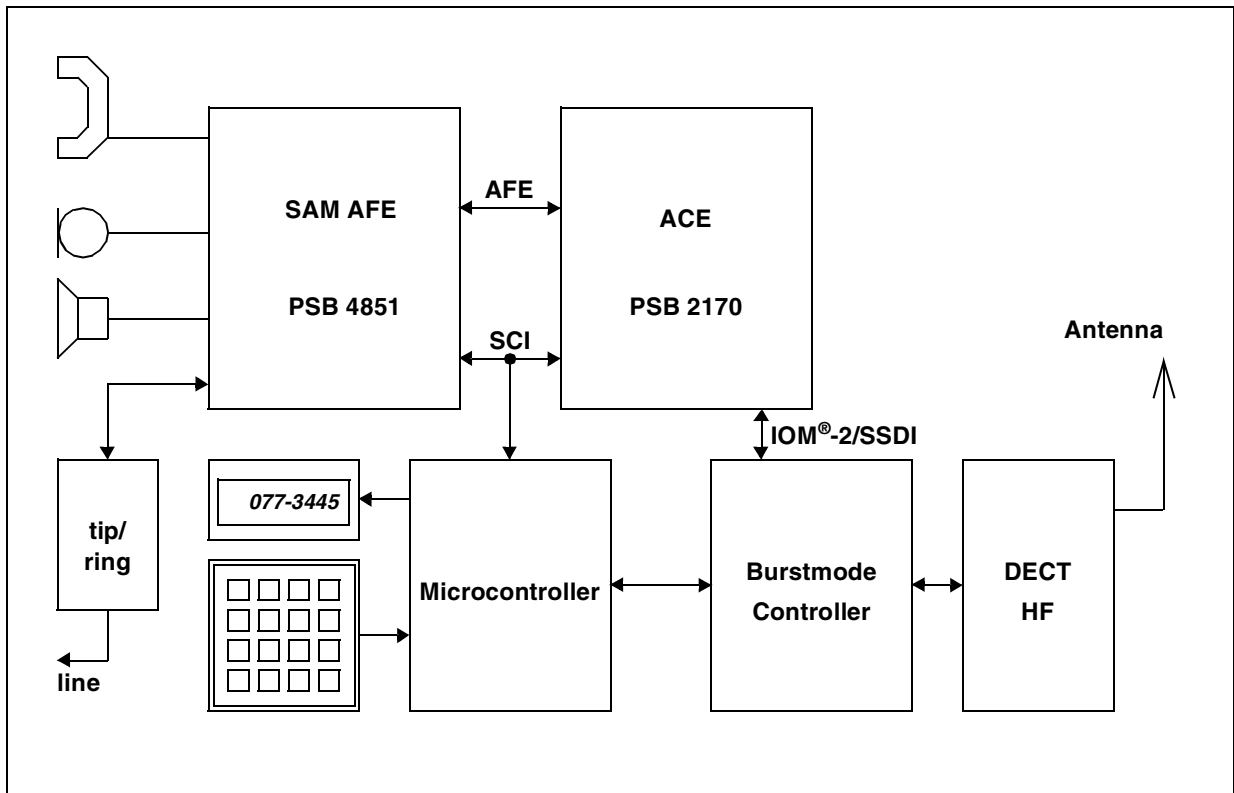 SAM AFE
PSB 4851
AFE
SCI
ACE
PSB 2170
Antenna
IOM®-2/SSDI
tip/
ring
line
077-3445
Microcontroller
Burstmode
Controller
DECT
HF